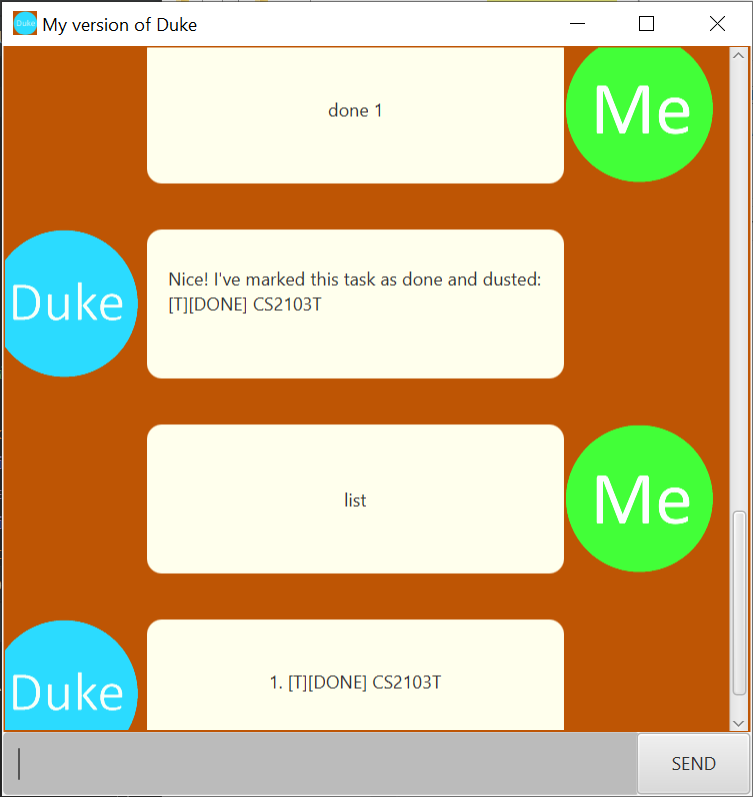 Duke My version of Duke
done 1
Me
Duke
Nice! I've marked this task as done and dusted:
[T][DONE] CS2103T
list
Me
Duke
1. [T][DONE] CS2103T
SEND